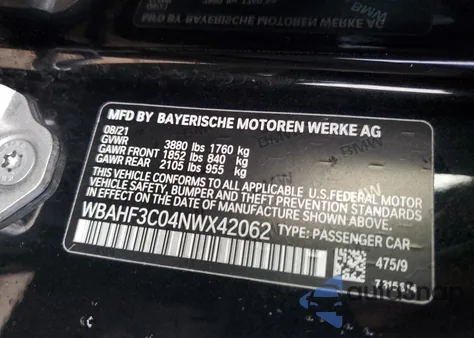 MFD BY BAYERISCHE MOTOREN WERKE AG
08/21
GVWR 3880 lbs 1760 kg
GAWR FRONT 1852 lbs 840 kg
GAWR REAR 2105 lbs 955 kg
THIS VEHICLE CONFORMS TO ALL APPLICABLE U.S.FEDERAL MOTOR
VEHICLE SAFETY, BUMPER AND THEFT PREVENTION STANDARDS IN
EFFECT ON THE DATE OF MANUFACTURE SHOWN ABOVE.
WBAHF3C04NWX42062 TYPE: PASSENGER CAR
475/9
autosnap